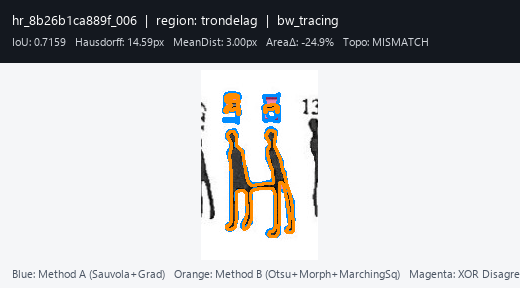 hr_8b26b1ca889f_006 | region: trondelag | bw_tracing
IoU: 0.7159 Hausdorff: 14.59px MeanDist: 3.00px AreaΔ: -24.9% Topo: MISMATCH
13
Blue: Method A (Sauvola+Grad) Orange: Method B (Otsu+Morph+MarchingSq) Magenta: XOR Disagre